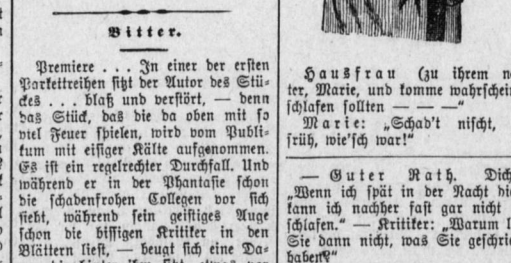 Bitter.
Premiere . . . In einer der ersten
Parkettreihen sitzt der Autor des Stü-
ckes . . . blaß und verstört, — denn
das Stück, das die da oben mit so
viel Feuer spielen, wird vom Publi-
kum mit eisiger Kälte aufgenommen.
Es ist ein regelrechter Durchfall. Und
während er in der Phantasie schon
die schadenfrohen Collegen vor sich
sieht, während sein geistiges Auge
schon die bissigen Kritiker in den
Blättern liest, — beugt sich eine Da-
Hausfrau (zu ihrem
ter, Marie, und komme
schlafen sollten — — —“
Marie: „Schad't nischt,
früh, wie'sch war!“
— Guter Rath.
„Wenn ich spät in der Nacht
kann ich nachher fast gar nicht
schlafen.“ — Kritiker: „Warum
Sie dann nicht, was Sie
haben?“